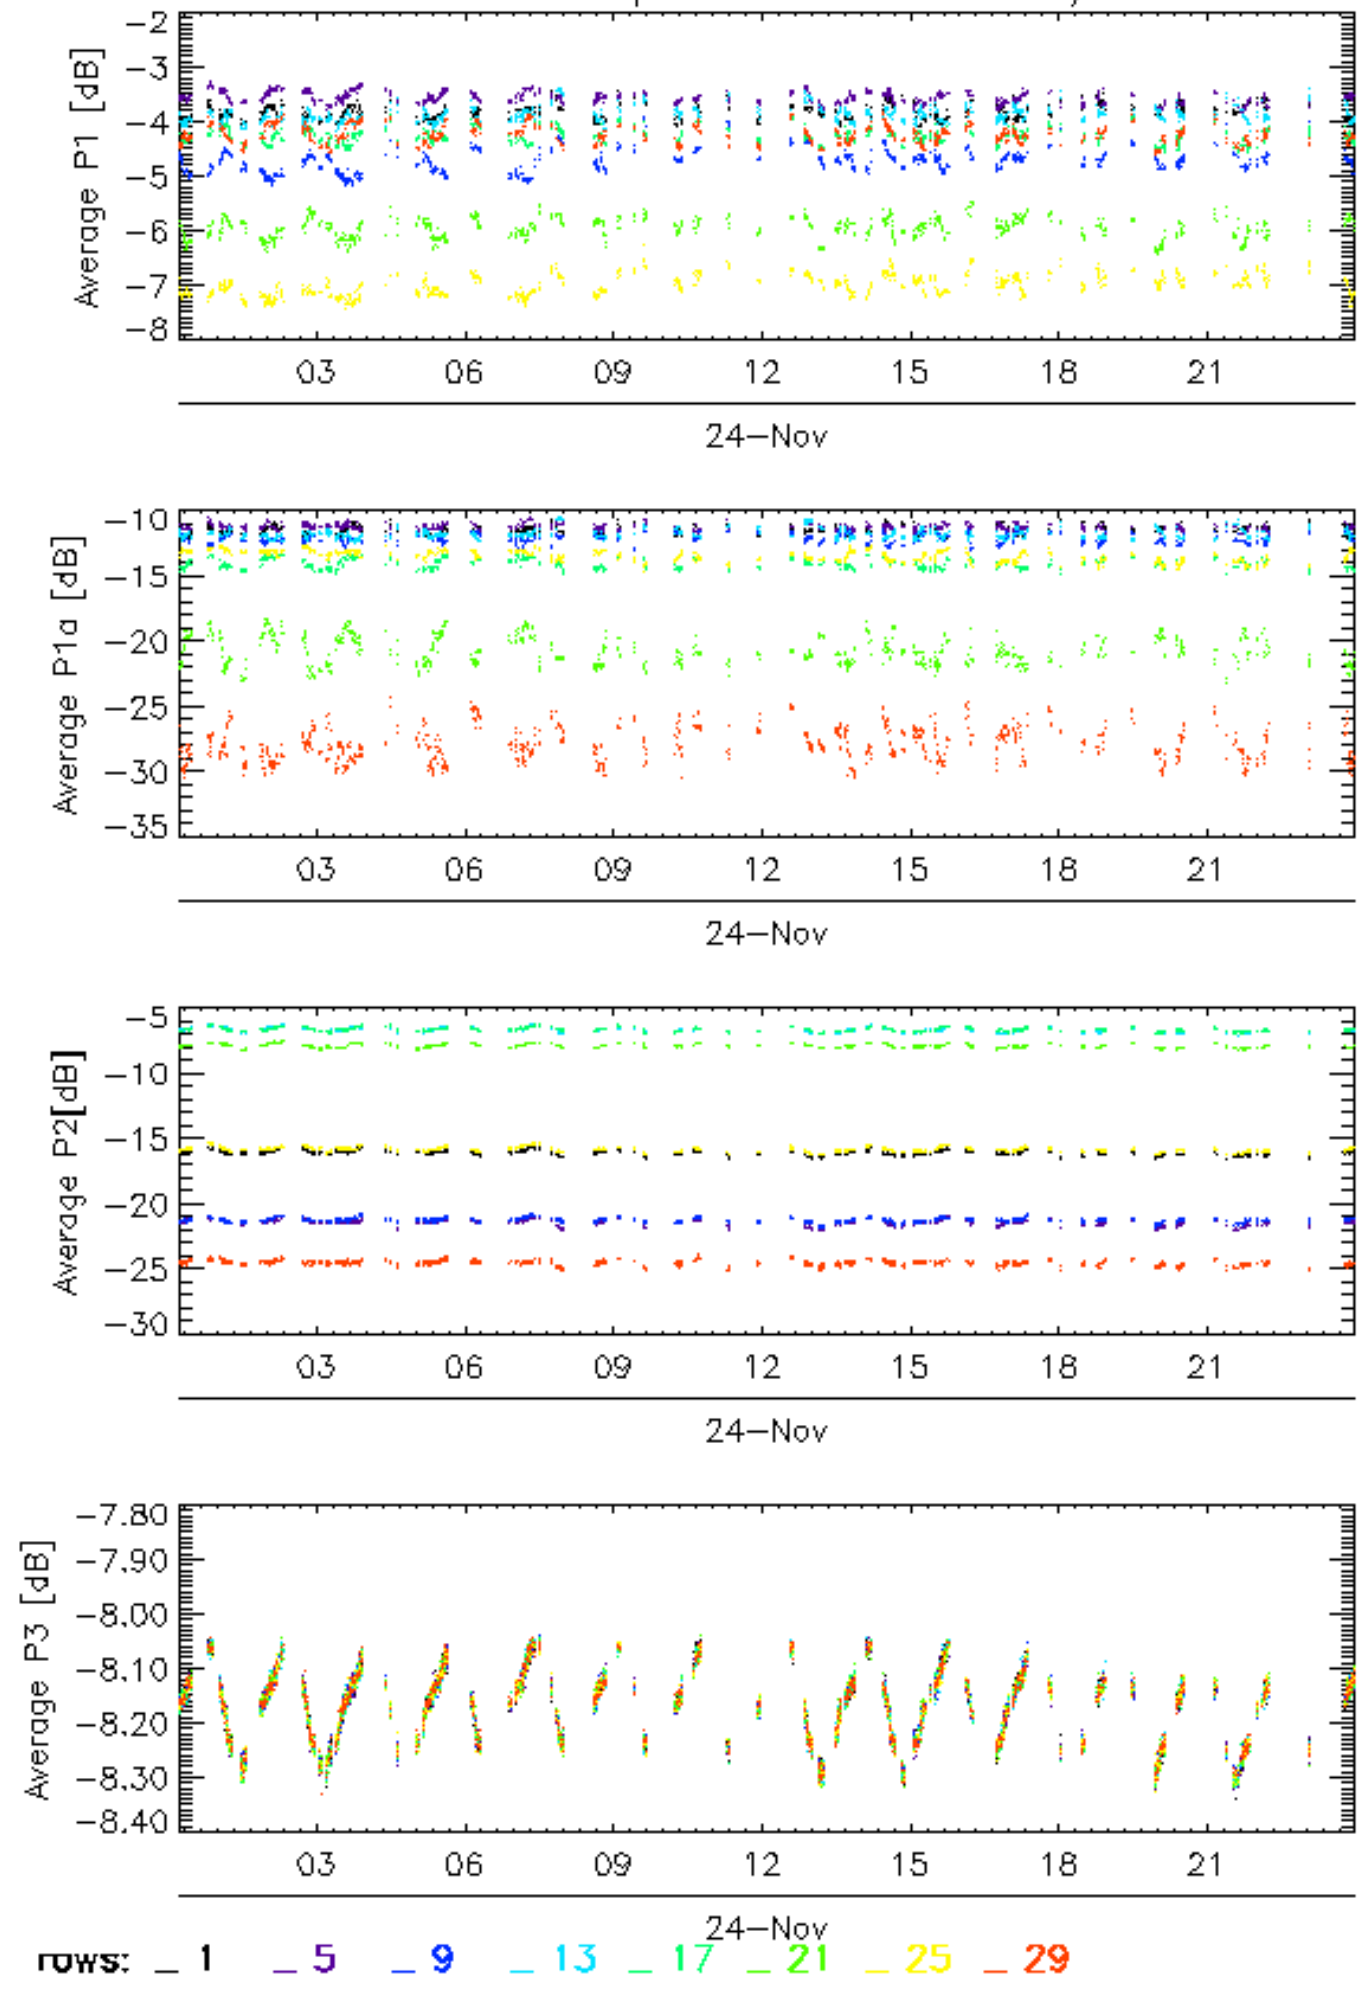 Average P1 [dB]
−2
−3
−4
−5
−6
−7
−8
03 06 09 12 15 18 21
24−Nov
Average P1a [dB]
−10
−15
−20
−25
−30
−35
03 06 09 12 15 18 21
24−Nov
Average P2[dB]
−5
−10
−15
−20
−25
−30
03 06 09 12 15 18 21
24−Nov
Average P3 [dB]
−7.80
−7.90
−8.00
−8.10
−8.20
−8.30
−8.40
03 06 09 12 15 18 21
24−Nov
rows: _ 1 _ 5 _ 9 _ 13 _ 17 _ 21 _ 25 _ 29